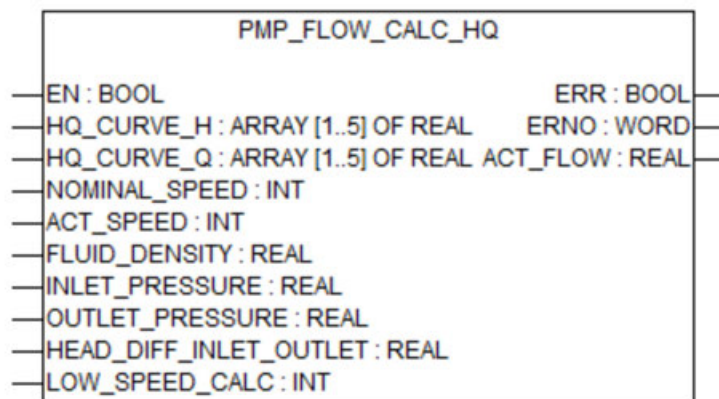 PMP_FLOW_CALC_HQ
EN : BOOL ERR : BOOL
HQ_CURVE_H : ARRAY [1..5] OF REAL ERNO : WORD
HQ_CURVE_Q : ARRAY [1..5] OF REAL ACT_FLOW : REAL
NOMINAL_SPEED : INT
ACT_SPEED : INT
FLUID_DENSITY : REAL
INLET_PRESSURE : REAL
OUTLET_PRESSURE : REAL
HEAD_DIFF_INLET_OUTLET : REAL
LOW_SPEED_CALC : INT